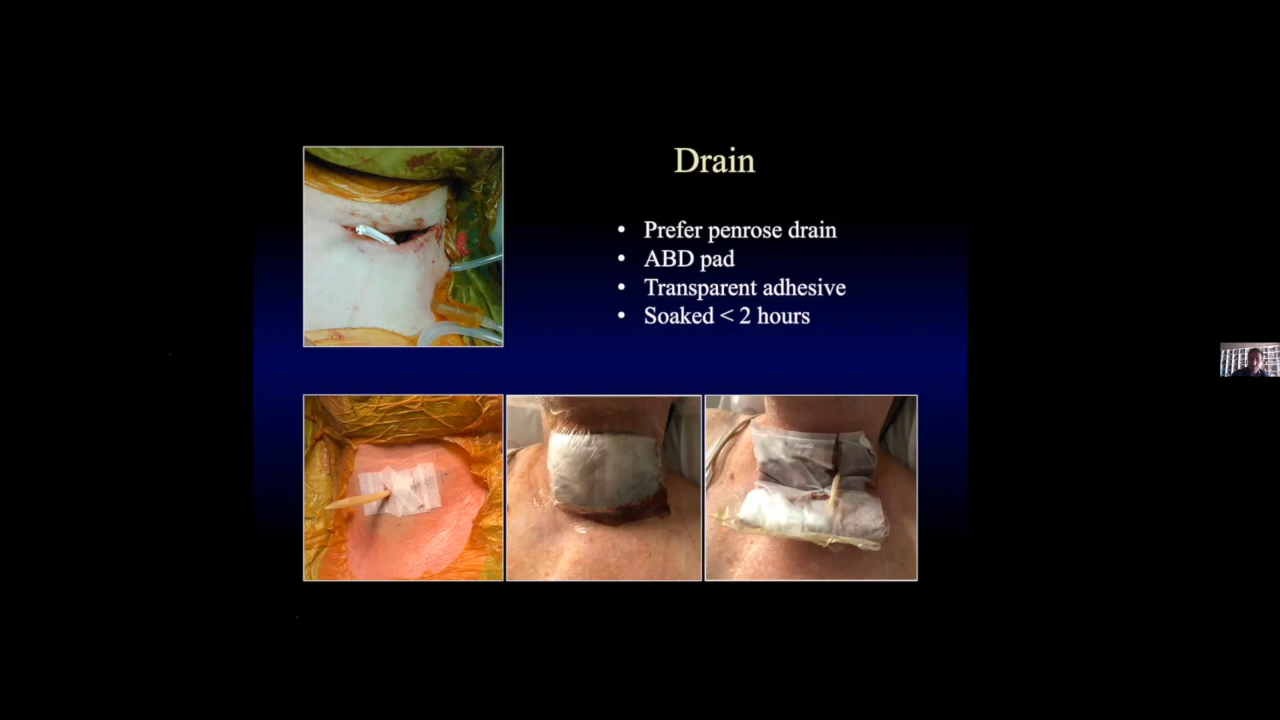 Drain
• Prefer penrose drain
• ABD pad
• Transparent adhesive
• Soaked < 2 hours